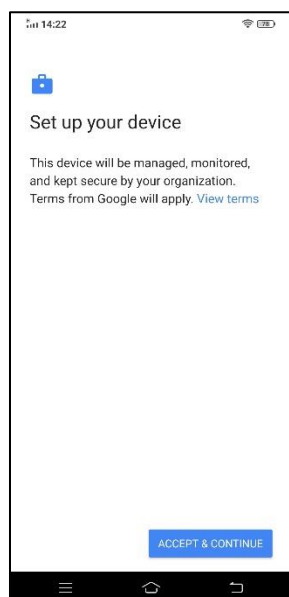 14:22
78
Set up your device
This device will be managed, monitored,
and kept secure by your organization.
Terms from Google will apply. View terms
ACCEPT & CONTINUE